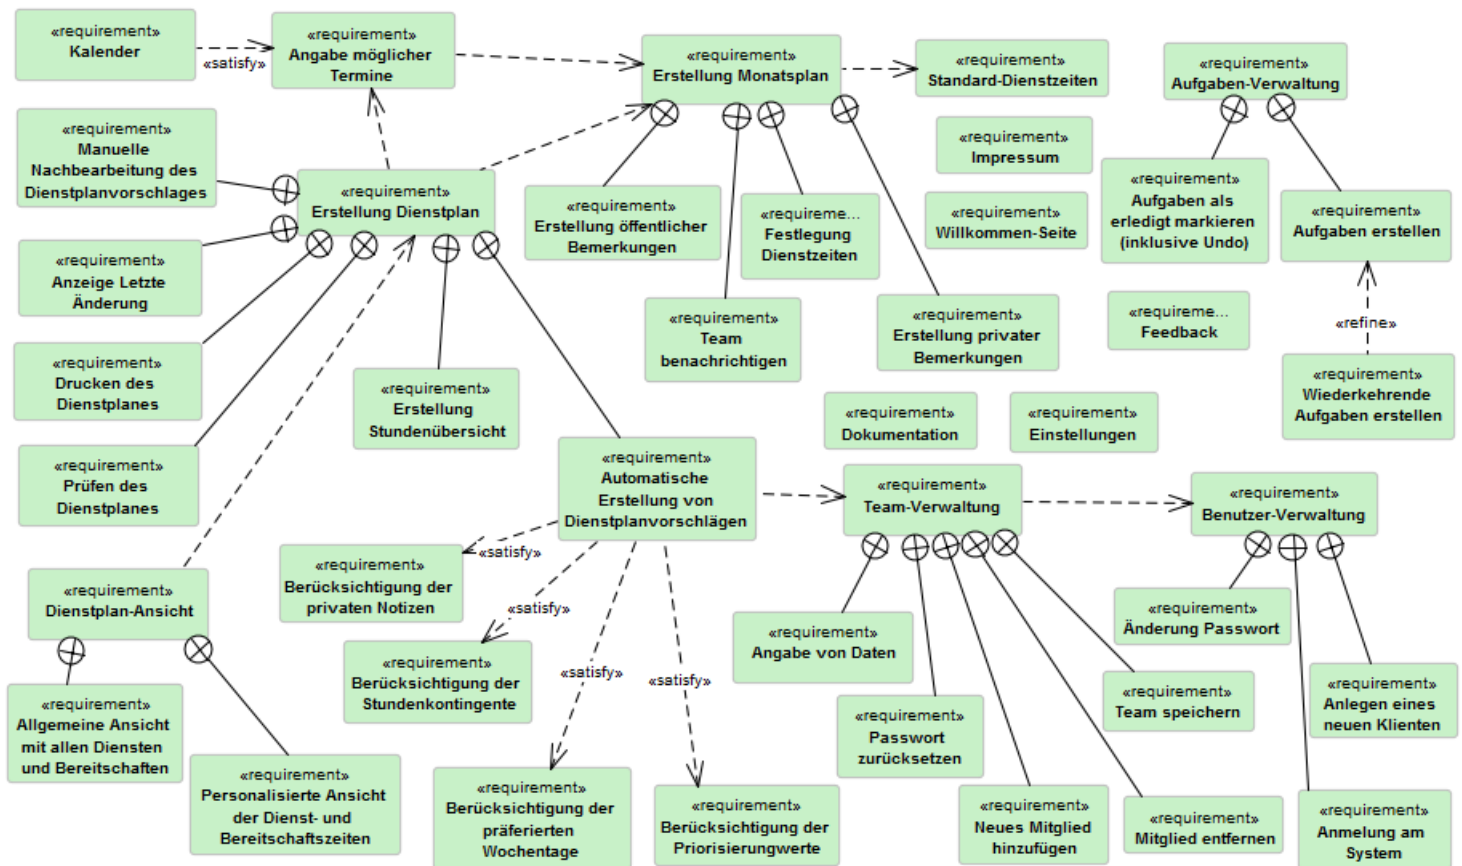 «requirement»
Kalender
«satisfy»
«requirement»
Angabe möglicher
Termine
«requirement»
Erstellung Monatsplan
«requirement»
Standard-Dienstzeiten
«requirement»
Aufgaben-Verwaltung
«requirement»
Manuelle
Nachbearbeitung des
Dienstplanvorschlages
«requirement»
Erstellung Dienstplan
«requirement»
Impressum
«requirement»
Willkommen-Seite
«requirement»
Aufgaben als
erledigt markieren
(inklusive Undo)
«requirement»
Aufgaben erstellen
«requirement»
Erstellung öffentlicher
Bemerkungen
«requireme...
Festlegung
Dienstzeiten
«requirement»
Anzeige Letzte
Änderung
«requirement»
Team
benachrichtigen
«requirement»
Erstellung privater
Bemerkungen
«requireme...
Feedback
«refine»
«requirement»
Drucken des
Dienstplanes
«requirement»
Erstellung
Stundenübersicht
«requirement»
Wiederkehrende
Aufgaben erstellen
«requirement»
Dokumentation
«requirement»
Einstellungen
«requirement»
Prüfen des
Dienstplanes
«requirement»
Automatische
Erstellung von
Dienstplanvorschlägen
«requirement»
Team-Verwaltung
«requirement»
Benutzer-Verwaltung
«satisfy»
«satisfy»
«satisfy»
«satisfy»
«requirement»
Dienstplan-Ansicht
«requirement»
Berücksichtigung der
privaten Notizen
«requirement»
Berücksichtigung der
Stundenkontingente
«requirement»
Angabe von Daten
«requirement»
Änderung Passwort
«requirement»
Allgemeine Ansicht
mit allen Diensten
und Bereitschaften
«requirement»
Passwort
zurücksetzen
«requirement»
Team speichern
«requirement»
Anlegen eines
neuen Klienten
«requirement»
Personalisierte Ansicht
der Dienst- und
Bereitschaftszeiten
«requirement»
Berücksichtigung der
präferierten
Wochentage
«requirement»
Berücksichtigung der
Priorisierungwerte
«requirement»
Neues Mitglied
hinzufügen
«requirement»
Mitglied entfernen
«requirement»
Anmelung am
System